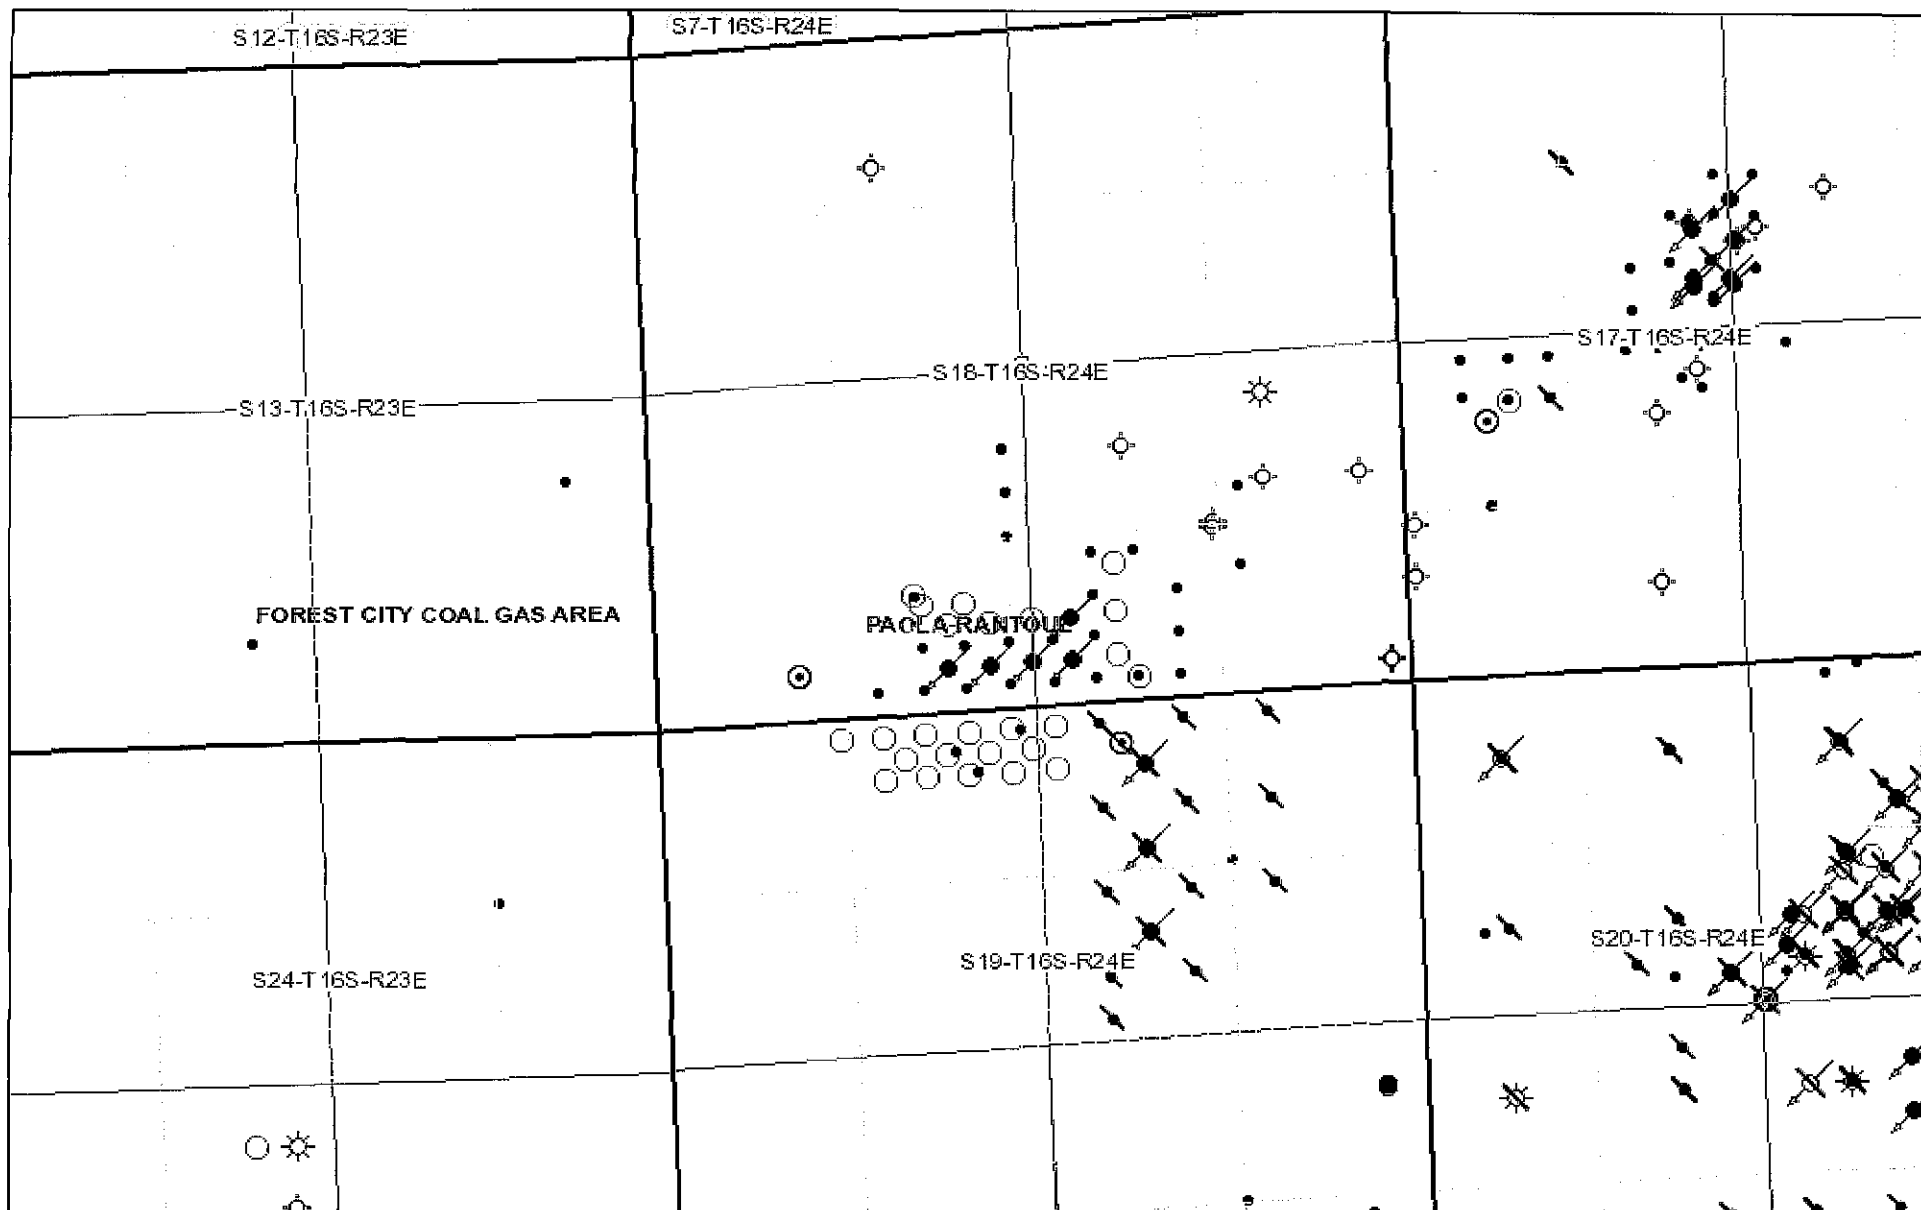 S12-T16S-R23E
S7-T16S-R24E
S17-T16S-R24E
S18-T16S-R24E
S13-T16S-R23E
FOREST CITY COAL GAS AREA
PAOLA-RANTOUL
S20-T16S-R24E
S19-T16S-R24E
S24-T16S-R23E